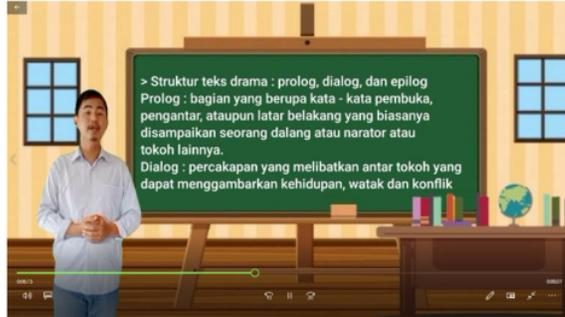 > Struktur teks drama : prolog, dialog, dan epilog
Prolog : bagian yang berupa kata - kata pembuka,
pengantar, ataupun latar belakang yang biasanya
disampaikan seorang dalang atau narator atau
tokoh lainnya.
Dialog : percakapan yang melibatkan antar tokoh yang
dapat menggambarkan kehidupan, watak dan konflik